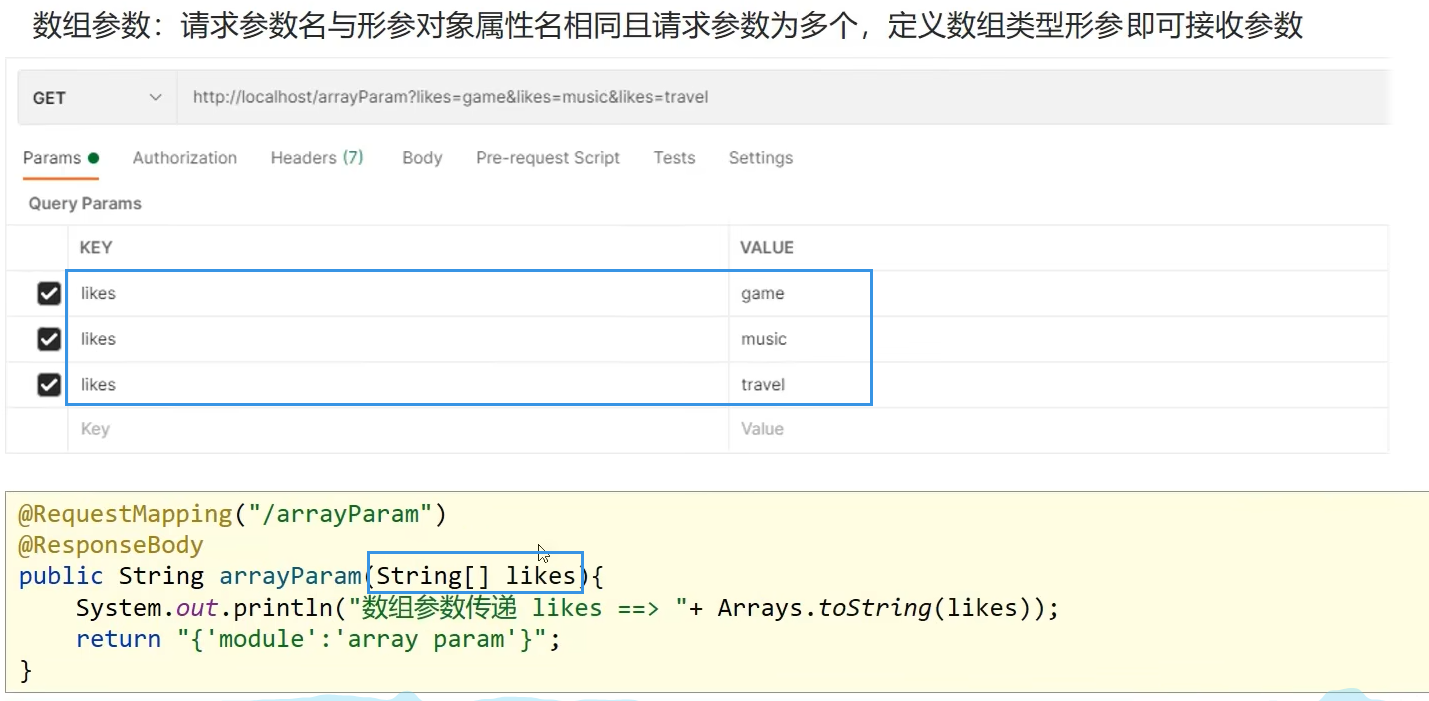 数组参数：请求参数名与形参对象属性名相同且请求参数为多个，定义数组类型形参即可接收参数
GET http://localhost/arrayParam?likes=game&likes=music&likes=travel
Params Authorization Headers (7) Body Pre-request Script Tests Settings
Query Params
KEY VALUE
likes game
likes music
likes travel
Key Value
@RequestMapping("/arrayParam")
@ResponseBody
public String arrayParam(String[] likes){
    System.out.println("数组参数传递 likes ==> "+ Arrays.toString(likes));
    return "{'module':'array param'}";
}